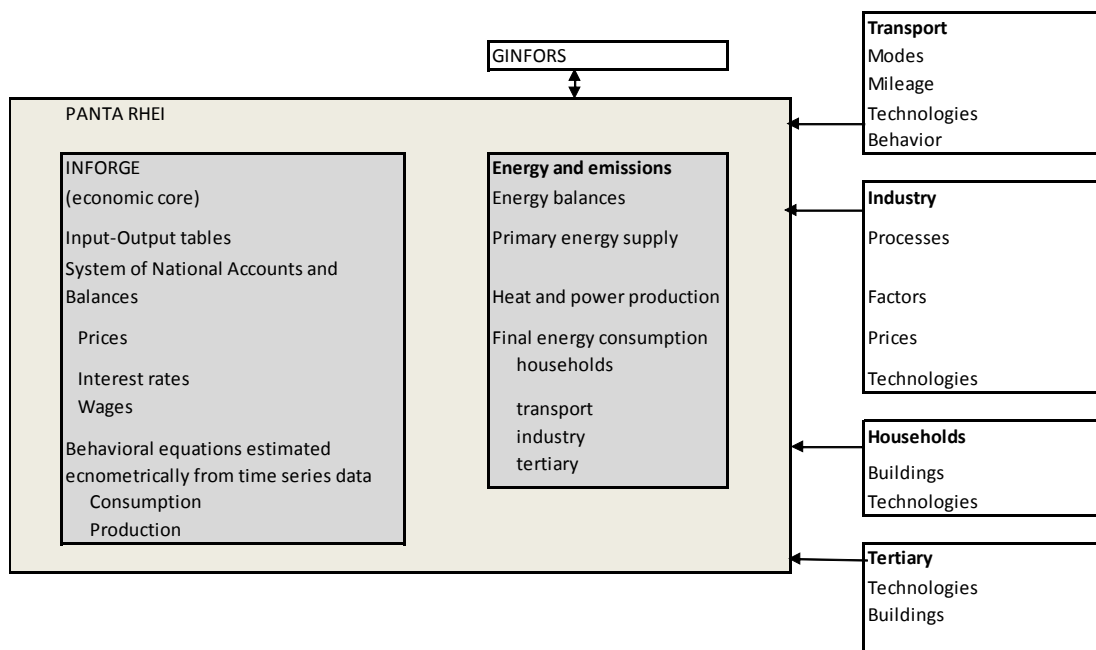 GINFORS
PANTA RHEI
INFORGE
(economic core)
Input-Output tables
System of National Accounts and
Balances
Prices
Interest rates
Wages
Behavioral equations estimated
ecnometrically from time series data
Consumption
Production
Energy and emissions
Energy balances
Primary energy supply
Heat and power production
Final energy consumption
households
transport
industry
tertiary
Transport
Modes
Mileage
Technologies
Behavior
Industry
Processes
Factors
Prices
Technologies
Households
Buildings
Technologies
Tertiary
Technologies
Buildings